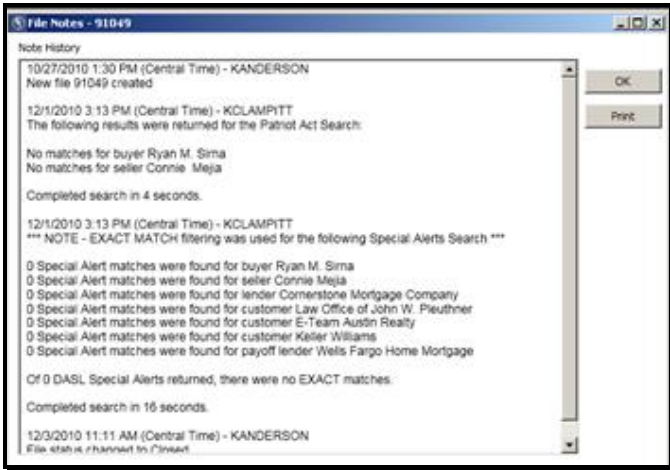 File Notes - 91049
Note History
10/27/2010 1:30 PM (Central Time) - KANDERSON
New file 91049 created
OK
12/1/2010 3:13 PM (Central Time) - KCLAMPITT
The following results were returned for the Patriot Act Search:
Print
No matches for buyer Ryan M. Sirna
No matches for seller Connie  Mejia
Completed search in 4 seconds.
12/1/2010 3:13 PM (Central Time) - KCLAMPITT
*** NOTE - EXACT MATCH filtering was used for the following Special Alerts Search ***
0 Special Alert matches were found for buyer Ryan M. Sirna
0 Special Alert matches were found for seller Connie Mejia
0 Special Alert matches were found for lender Cornerstone Mortgage Company
0 Special Alert matches were found for customer Law Office of John W. Pleuthner
0 Special Alert matches were found for customer E-Team Austin Realty
0 Special Alert matches were found for customer Keller Williams
0 Special Alert matches were found for payoff lender Wells Fargo Home Mortgage
Of 0 DASL Special Alerts returned, there were no EXACT matches.
Completed search in 16 seconds.
12/3/2010 11:11 AM (Central Time) - KANDERSON
File status changed to Closed